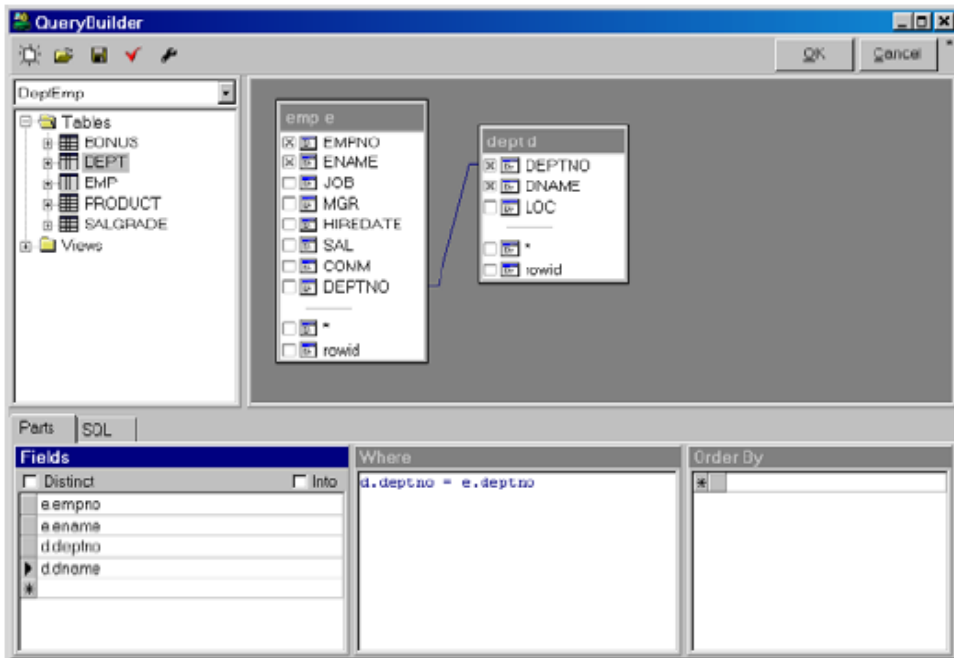 QueryBuilder
OK
Cancel
DeptEmp
Tables
BONUS
DEPT
EMP
PRODUCT
SALGRADE
Views
emp e
EMPNO
ENAME
JOB
MGR
HIREDATE
SAL
COMM
DEPTNO
*
rowid
dept d
DEPTNO
DNAME
LOC
*
rowid
Parts
SQL
Fields
Distinct
Into
e.empno
e.ename
d.deptno
d.dname
Where
d.deptno = e.deptno
Order By